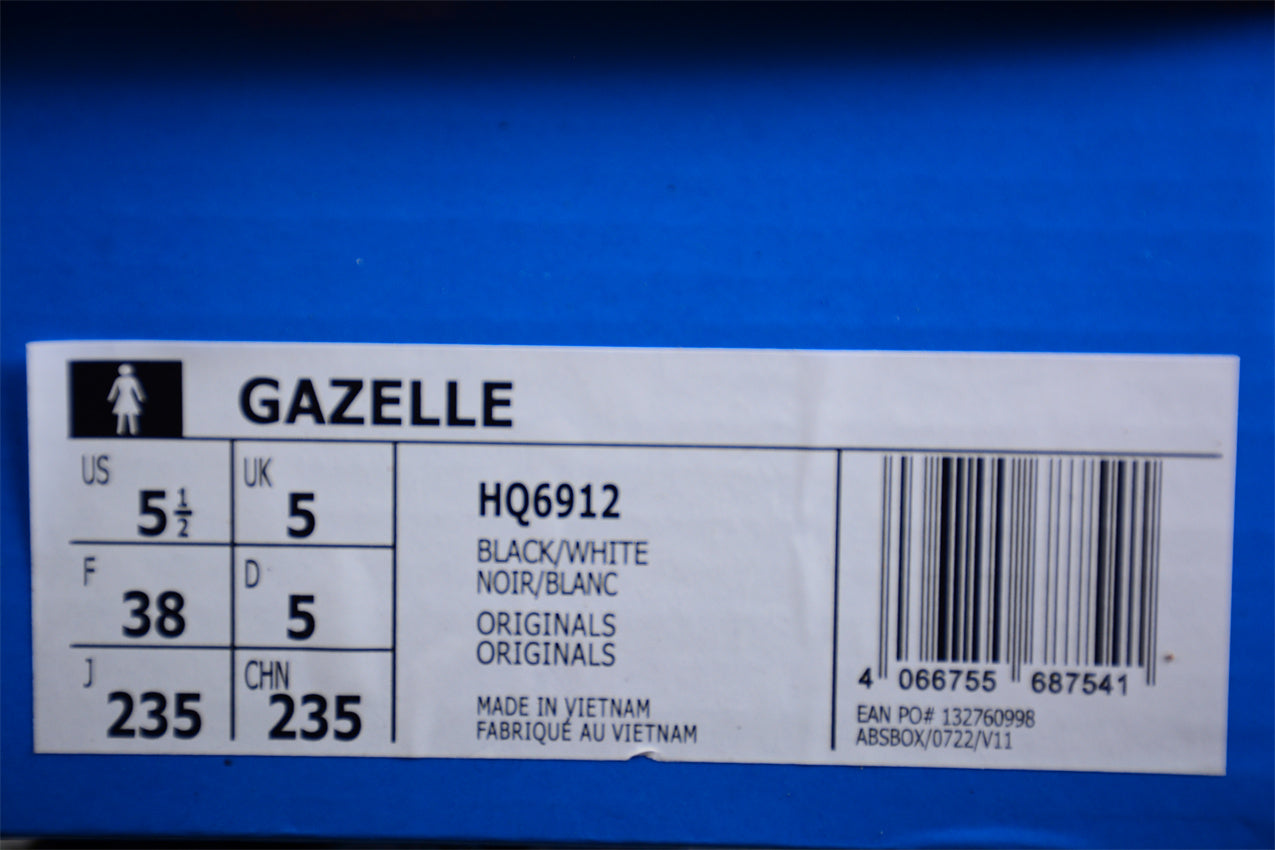 GAZELLE
US 5 1/2 UK 5
F 38 D 5
J 235 CHN 235
HQ6912
BLACK/WHITE
NOIR/BLANC
ORIGINALS
ORIGINALS
MADE IN VIETNAM
FABRIQUÉ AU VIETNAM
4 066755 687541
EAN PO# 132760998
ABSBOX/0722/V11